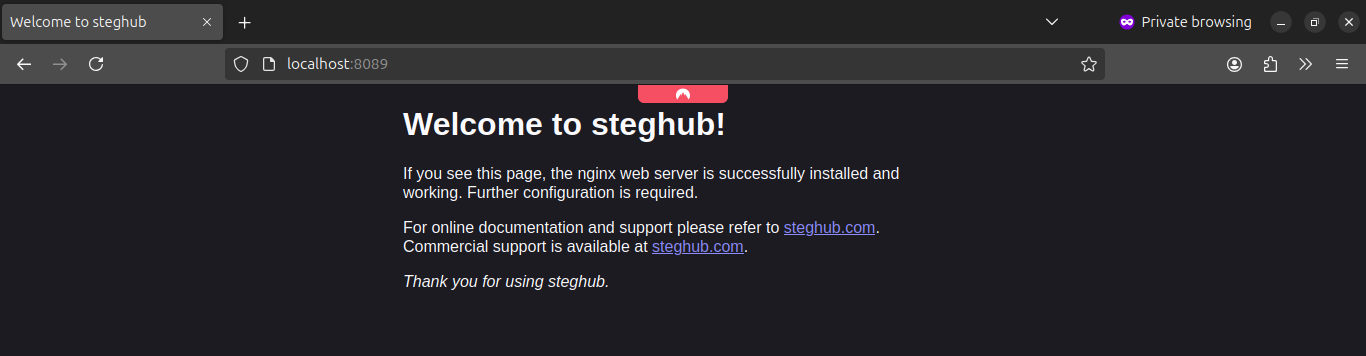 Welcome to steghub
Private browsing
localhost:8089
Welcome to steghub!
If you see this page, the nginx web server is successfully installed and
working. Further configuration is required.
For online documentation and support please refer to steghub.com.
Commercial support is available at steghub.com.
Thank you for using steghub.